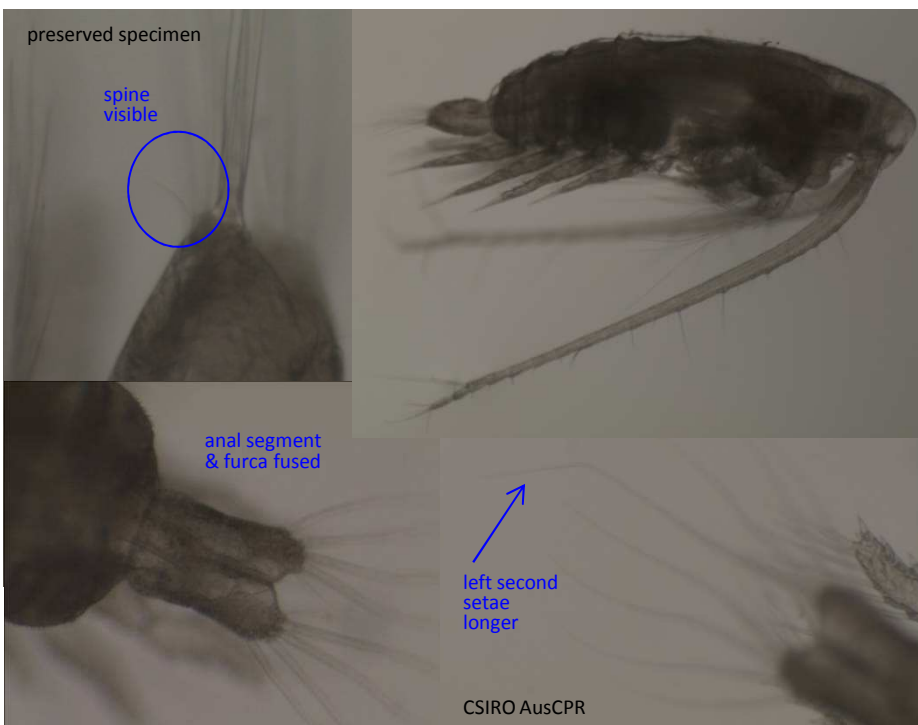 preserved specimen
spine
visible
anal segment
& furca fused
left second
setae
longer
CSIRO AusCPR